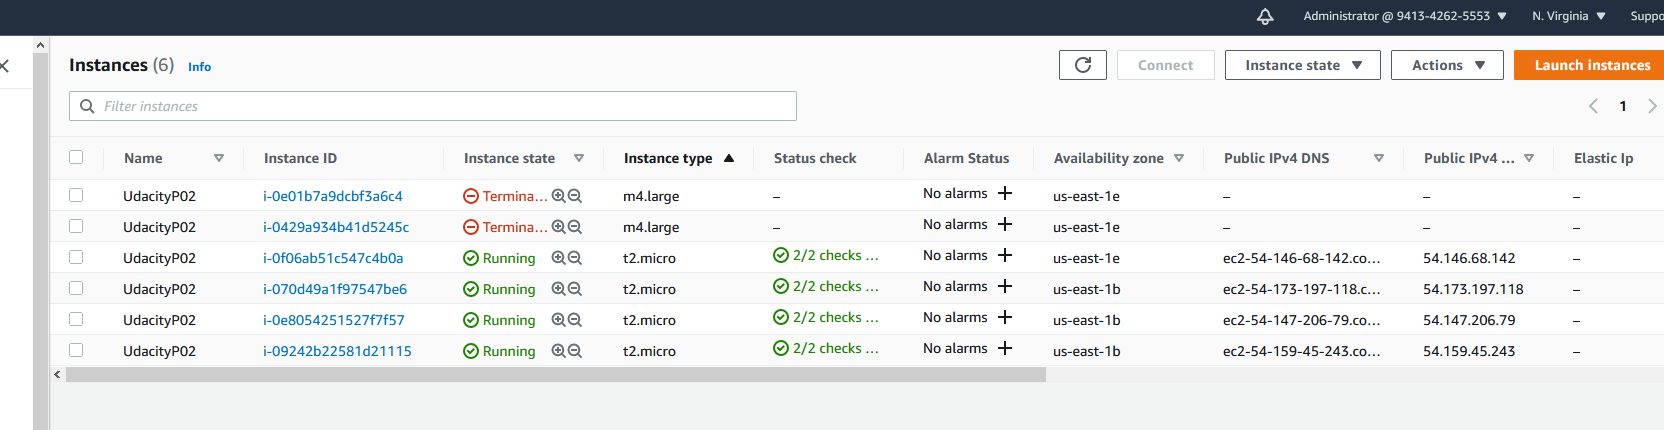 Administrator @ 9413-4262-5553 N. Virginia Suppo
Instances (6) Info Connect Instance state Actions Launch instances
Filter instances 1
Name Instance ID Instance state Instance type Status check Alarm Status Availability zone Public IPv4 DNS Public IPv4 ... Elastic Ip
UdacityP02 i-0e01b7a9dcbf3a6c4 Termina... m4.large – No alarms + us-east-1e – – –
UdacityP02 i-0429a934b41d5245c Termina... m4.large – No alarms + us-east-1e – – –
UdacityP02 i-0f06ab51c547c4b0a Running t2.micro 2/2 checks ... No alarms + us-east-1e ec2-54-146-68-142.co... 54.146.68.142 –
UdacityP02 i-070d49a1f97547be6 Running t2.micro 2/2 checks ... No alarms + us-east-1b ec2-54-173-197-118.c... 54.173.197.118 –
UdacityP02 i-0e8054251527f7f57 Running t2.micro 2/2 checks ... No alarms + us-east-1b ec2-54-147-206-79.co... 54.147.206.79 –
UdacityP02 i-09242b22581d21115 Running t2.micro 2/2 checks ... No alarms + us-east-1b ec2-54-159-45-243.co... 54.159.45.243 –